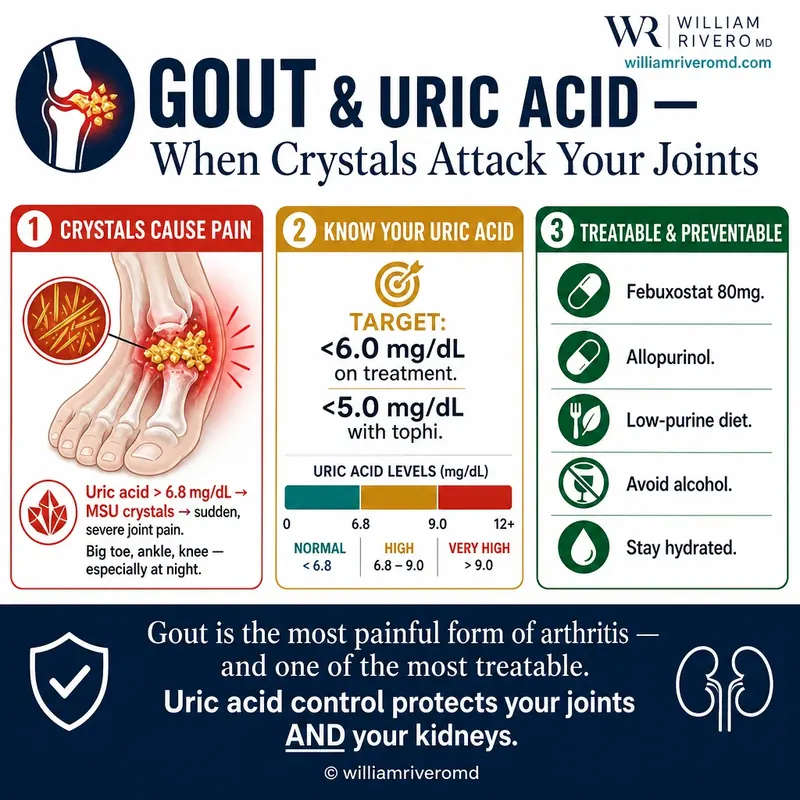 WR WILLIAM
RIVERO MD
williamriveromd.com
GOUT & URIC ACID —
When Crystals Attack Your Joints
1 CRYSTALS CAUSE PAIN
Uric acid > 6.8 mg/dL →
MSU crystals → sudden,
severe joint pain.
Big toe, ankle, knee —
especially at night.
2 KNOW YOUR URIC ACID
TARGET:
<6.0 mg/dL
on treatment.
<5.0 mg/dL
with tophi.
URIC ACID LEVELS (mg/dL)
0 6.8 9.0 12+
NORMAL HIGH VERY HIGH
< 6.8 6.8 – 9.0 > 9.0
3 TREATABLE & PREVENTABLE
Febuxostat 80mg.
Allopurinol.
Low-purine diet.
Avoid alcohol.
Stay hydrated.
Gout is the most painful form of arthritis —
and one of the most treatable.
Uric acid control protects your joints
AND your kidneys.
© williamriveromd